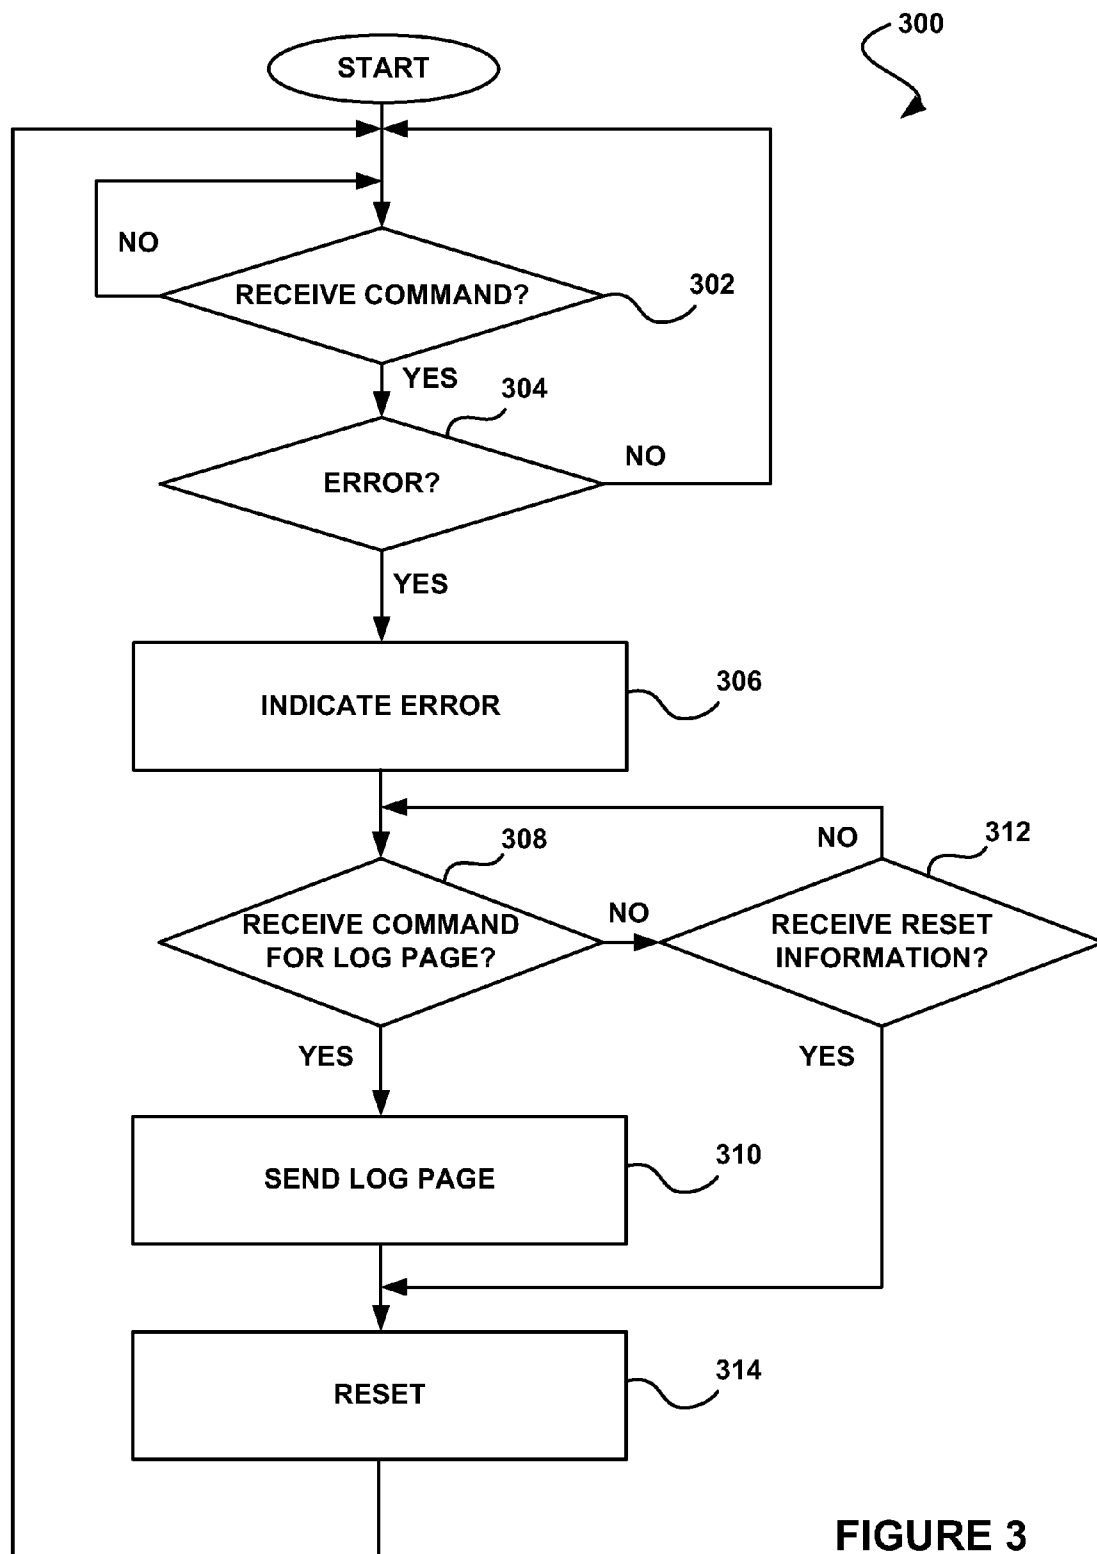 300
START
NO
RECEIVE COMMAND?
302
YES
304
ERROR?
NO
YES
INDICATE ERROR
306
308
NO
312
RECEIVE COMMAND
FOR LOG PAGE?
NO
RECEIVE RESET
INFORMATION?
YES
YES
SEND LOG PAGE
310
RESET
314
FIGURE 3